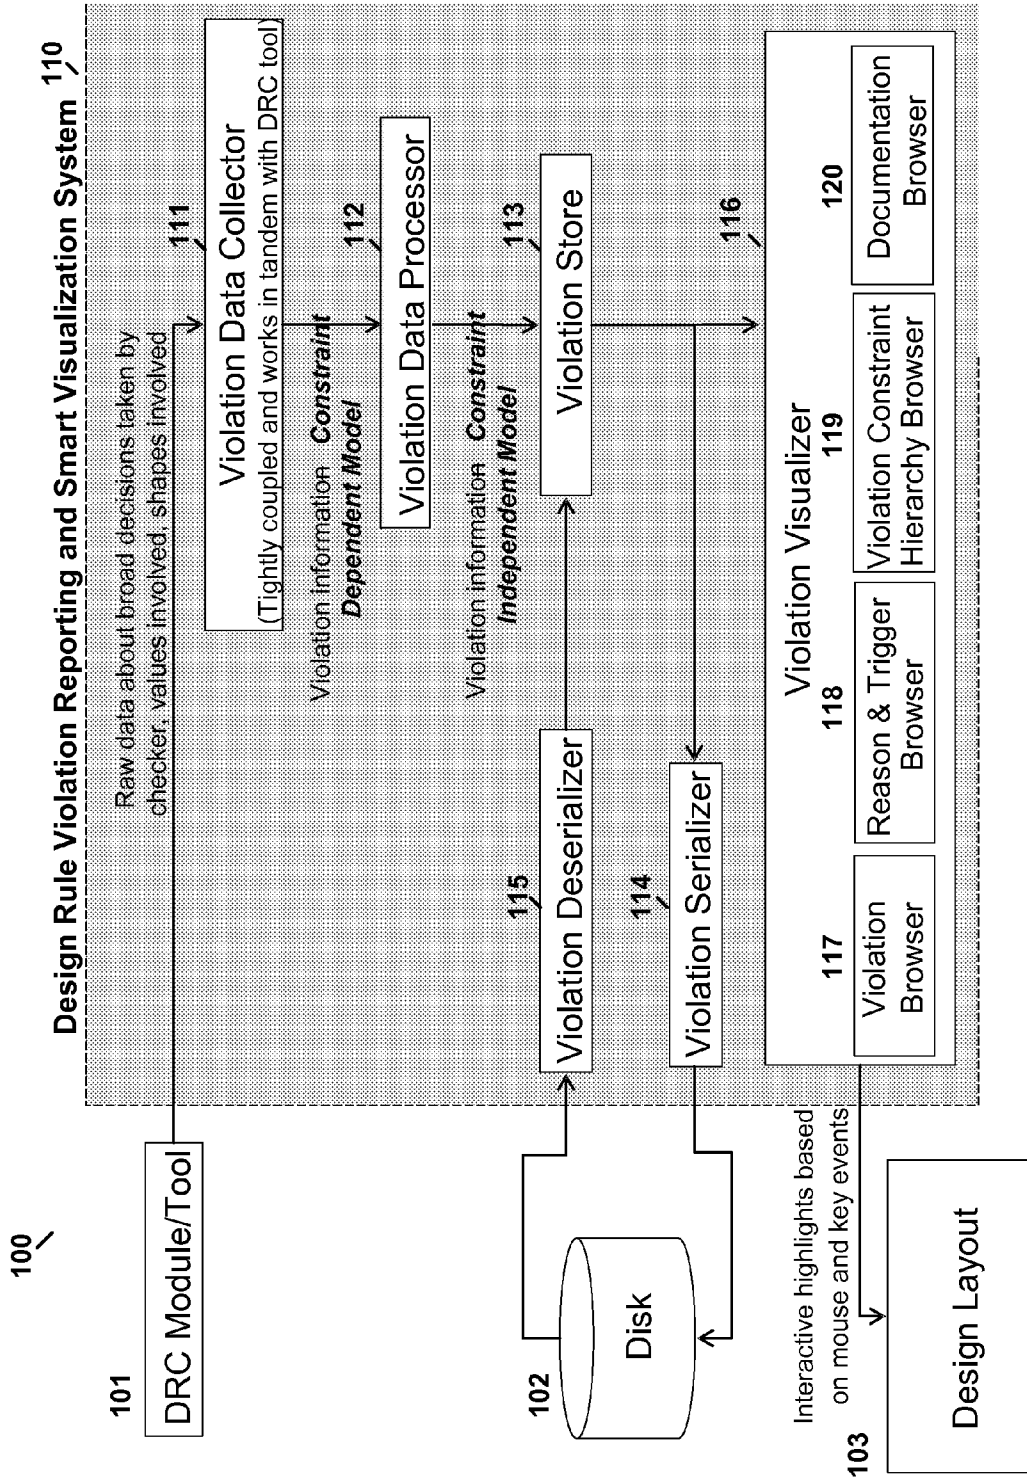 100
Design Rule Violation Reporting and Smart Visualization System 110
101
DRC Module/Tool
Raw data about broad decisions taken by
checker, values involved, shapes involved
111
Violation Data Collector
(Tightly coupled and works in tandem with DRC tool)
Violation information Constraint
Dependent Model
112
Violation Data Processor
Violation information Constraint
Independent Model
113
Violation Store
102
Disk
115
Violation Deserializer
114
Violation Serializer
116
Violation Visualizer
117
Violation
Browser
118
Reason & Trigger
Browser
119
Violation Constraint
Hierarchy Browser
120
Documentation
Browser
Interactive highlights based
on mouse and key events
103
Design Layout